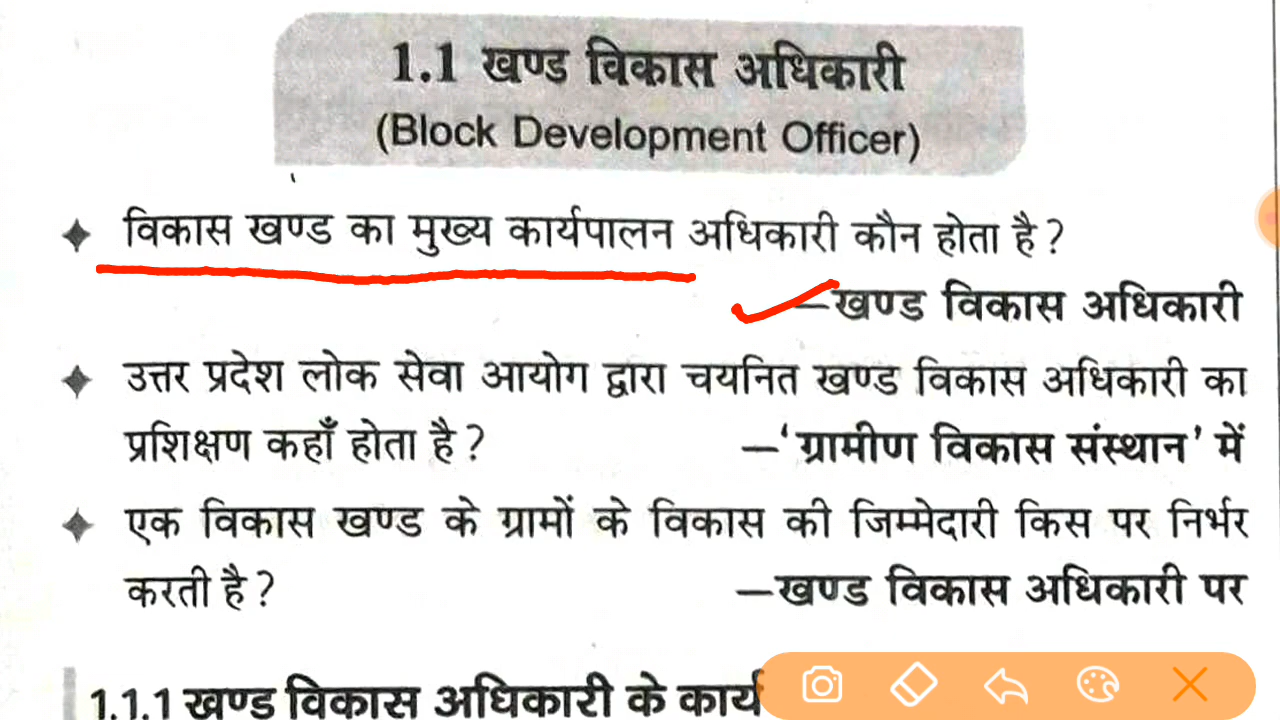 1.1 खण्ड विकास अधिकारी
(Block Development Officer)
विकास खण्ड का मुख्य कार्यपालन अधिकारी कौन होता है?
–खण्ड विकास अधिकारी
उत्तर प्रदेश लोक सेवा आयोग द्वारा चयनित खण्ड विकास अधिकारी का
प्रशिक्षण कहाँ होता है? –‘ग्रामीण विकास संस्थान’ में
एक विकास खण्ड के ग्रामों के विकास की जिम्मेदारी किस पर निर्भर
करती है? –खण्ड विकास अधिकारी पर
1.1.1 खण्ड विकास अधिकारी के कार्य